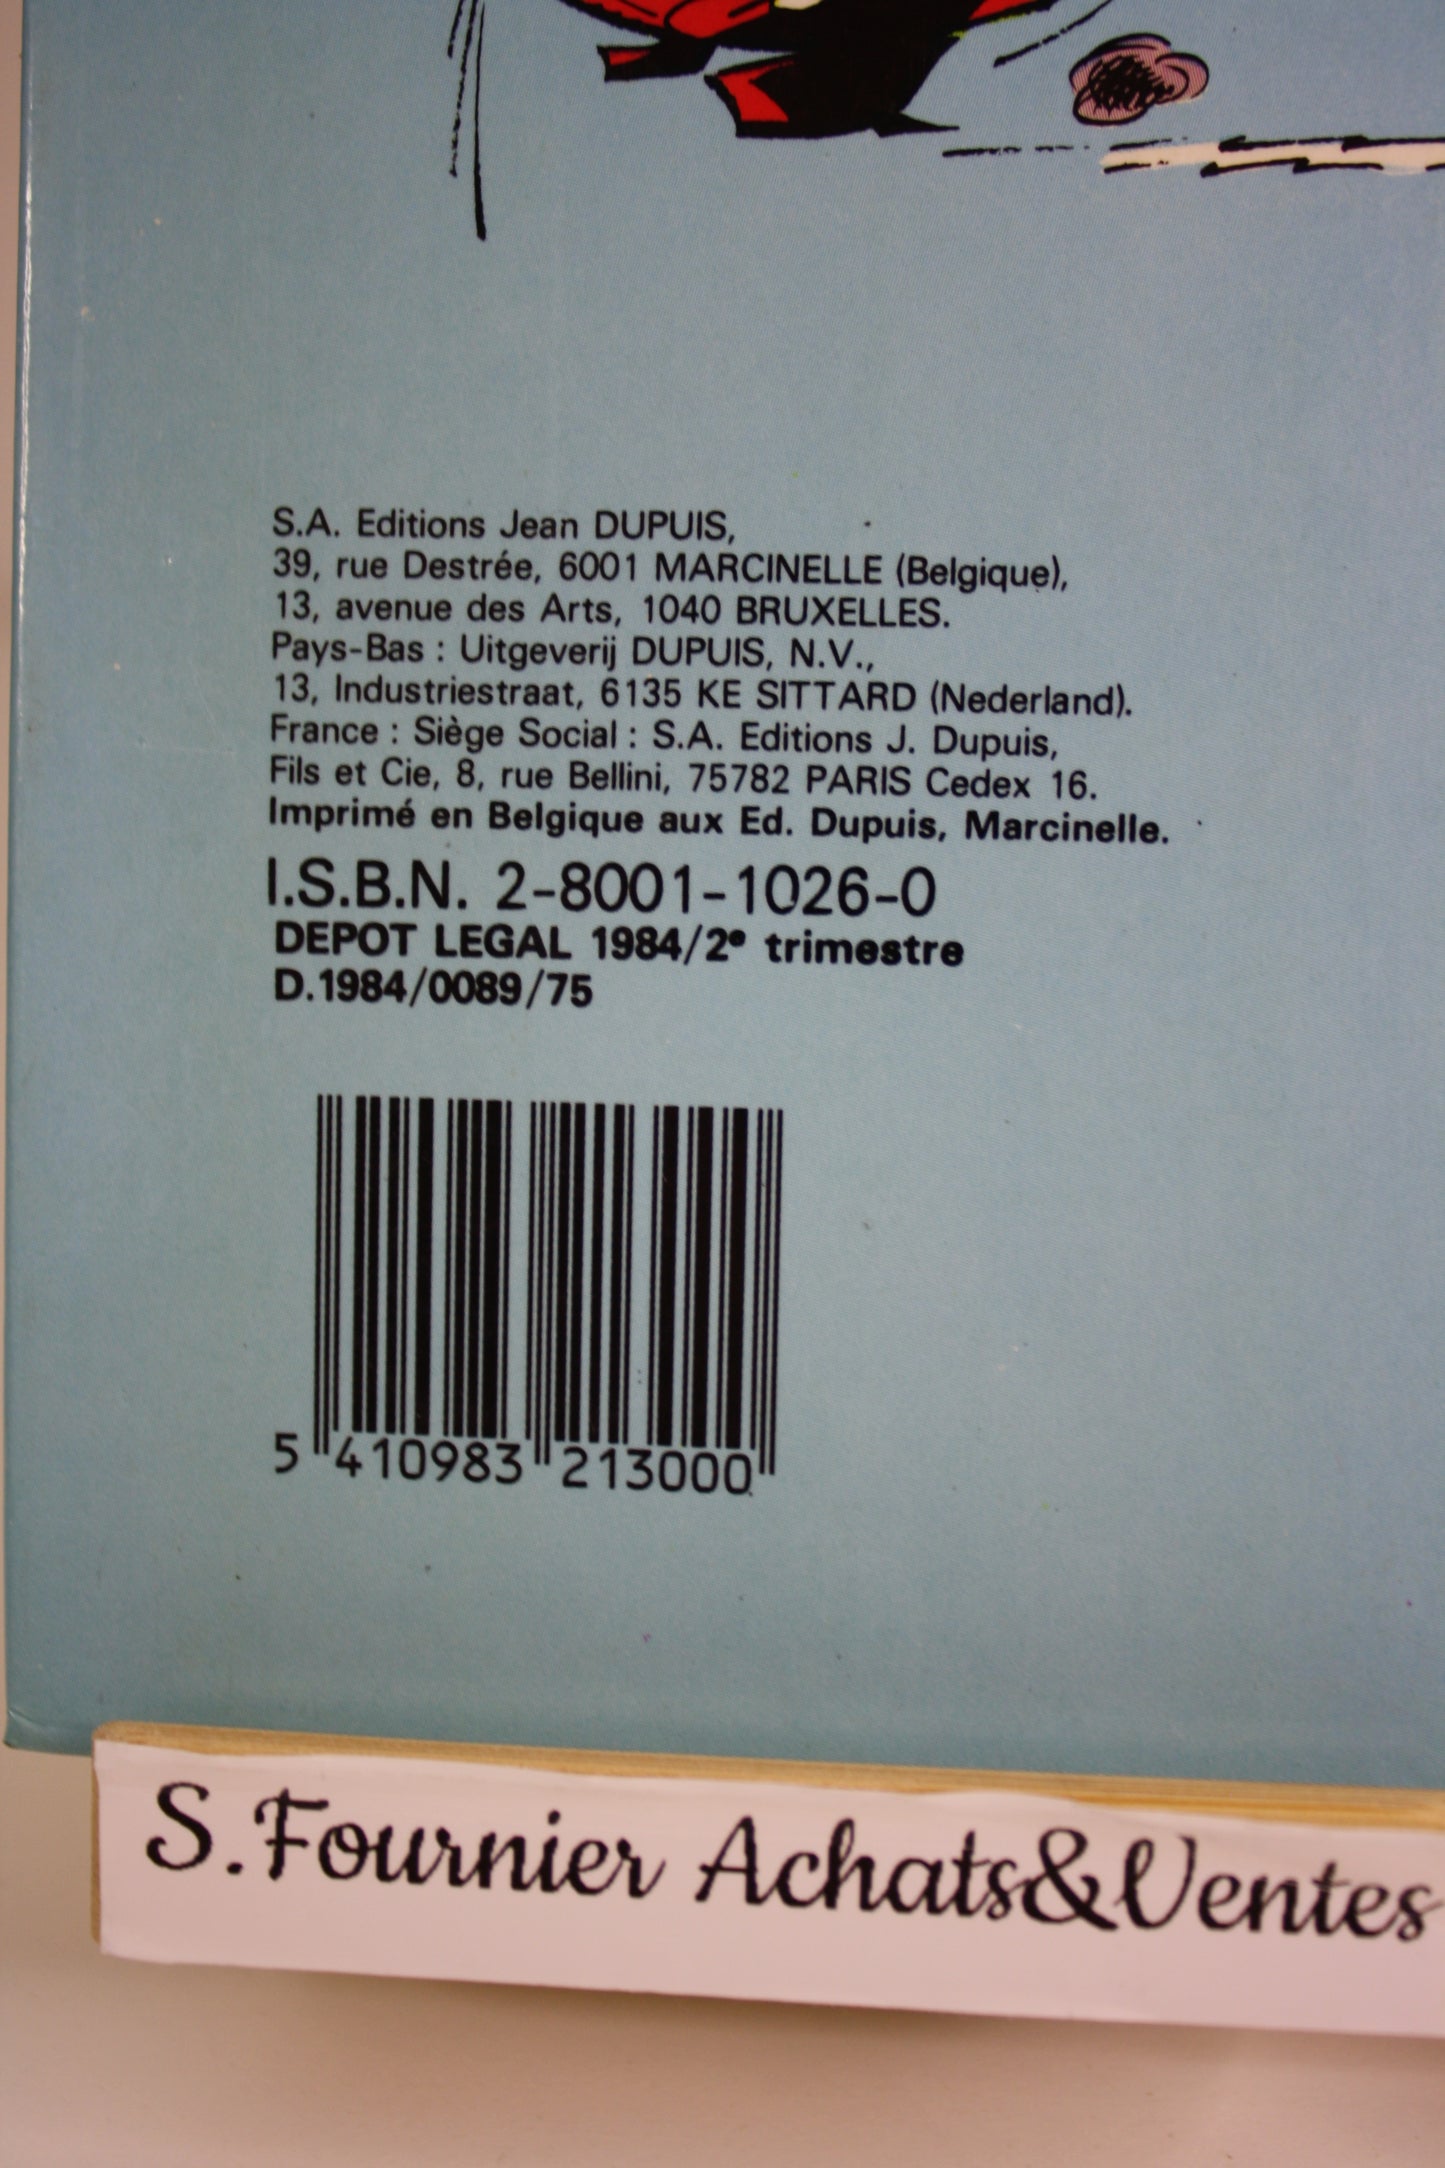 S.A. Editions Jean DUPUIS,
39, rue Destrée, 6001 MARCINELLE (Belgique),
13, avenue des Arts, 1040 BRUXELLES.
Pays-Bas : Uitgeverij DUPUIS, N.V.,
13, Industriestraat, 6135 KE SITTARD (Nederland).
France : Siège Social : S.A. Editions J. Dupuis,
Fils et Cie, 8, rue Bellini, 75782 PARIS Cedex 16.
Imprimé en Belgique aux Ed. Dupuis, Marcinelle.
I.S.B.N. 2-8001-1026-0
DEPOT LEGAL 1984/2e trimestre
D.1984/0089/75
5 410983 213000
S.Fournier Achats&Ventes